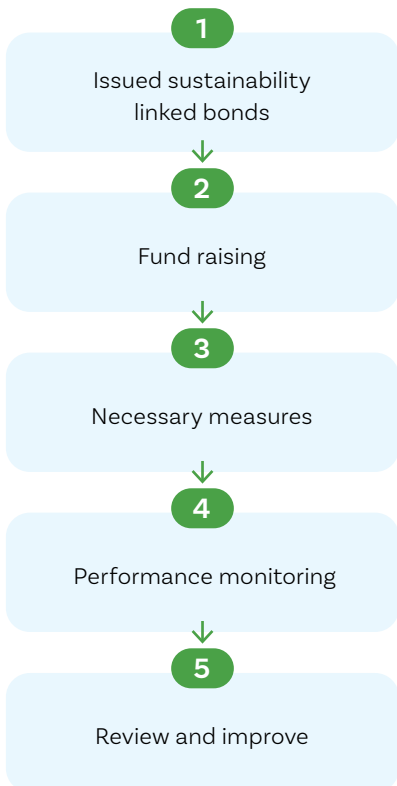 1
Issued sustainability
linked bonds
2
Fund raising
3
Necessary measures
4
Performance monitoring
5
Review and improve